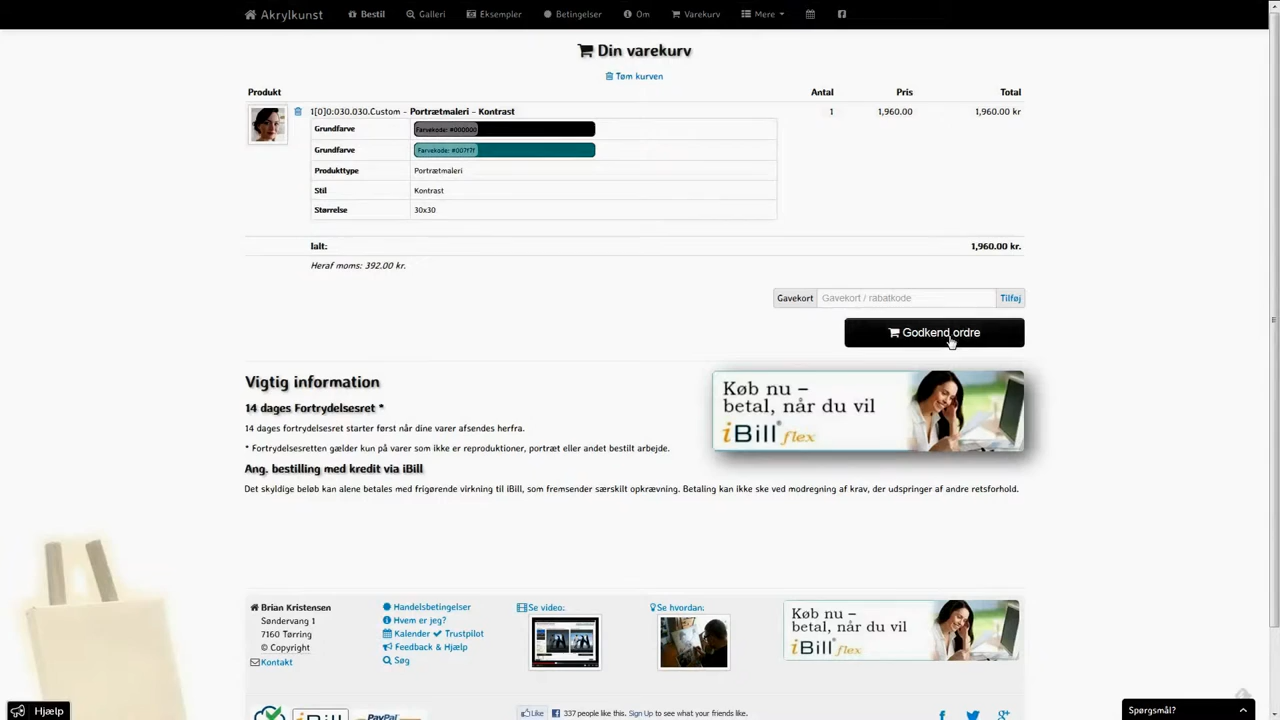 Akrylkunst Bestil Galleri Eksempler Betingelser Om Varekurv Mere
Din varekurv
Tøm kurven
Produkt Antal Pris Total
1[0]0:030.030.Custom - Portrætmaleri - Kontrast 1 1,960.00 1,960.00 kr
Grundfarve Farvekode: #000000
Grundfarve Farvekode: #007f7f
Produkttype Portrætmaleri
Stil Kontrast
Størrelse 30x30
Ialt: 1,960.00 kr.
Heraf moms: 392.00 kr.
Gavekort Gavekort / rabatkode Tilføj
Godkend ordre
Vigtig information
14 dages Fortrydelsesret *
14 dages fortrydelsesret starter først når dine varer afsendes herfra.
* Fortrydelsesretten gælder kun på varer som ikke er reproduktioner, portræt eller andet bestilt arbejde.
Køb nu –
betal, når du vil
iBill flex
Ang. bestilling med kredit via iBill
Det skyldige beløb kan alene betales med frigørende virkning til iBill, som fremsender særskilt opkrævning. Betaling kan ikke ske ved modregning af krav, der udspringer af andre retsforhold.
Brian Kristensen
Søndervang 1
7160 Tørring
© Copyright
Kontakt
Handelsbetingelser
Hvem er jeg?
Kalender Trustpilot
Feedback & Hjælp
Søg
Se video:
Se hvordan:
Køb nu –
betal, når du vil
iBill flex
Hjælp
iBill
PayPal
Like 337 people like this. Sign Up to see what your friends like.
Spørgsmål?